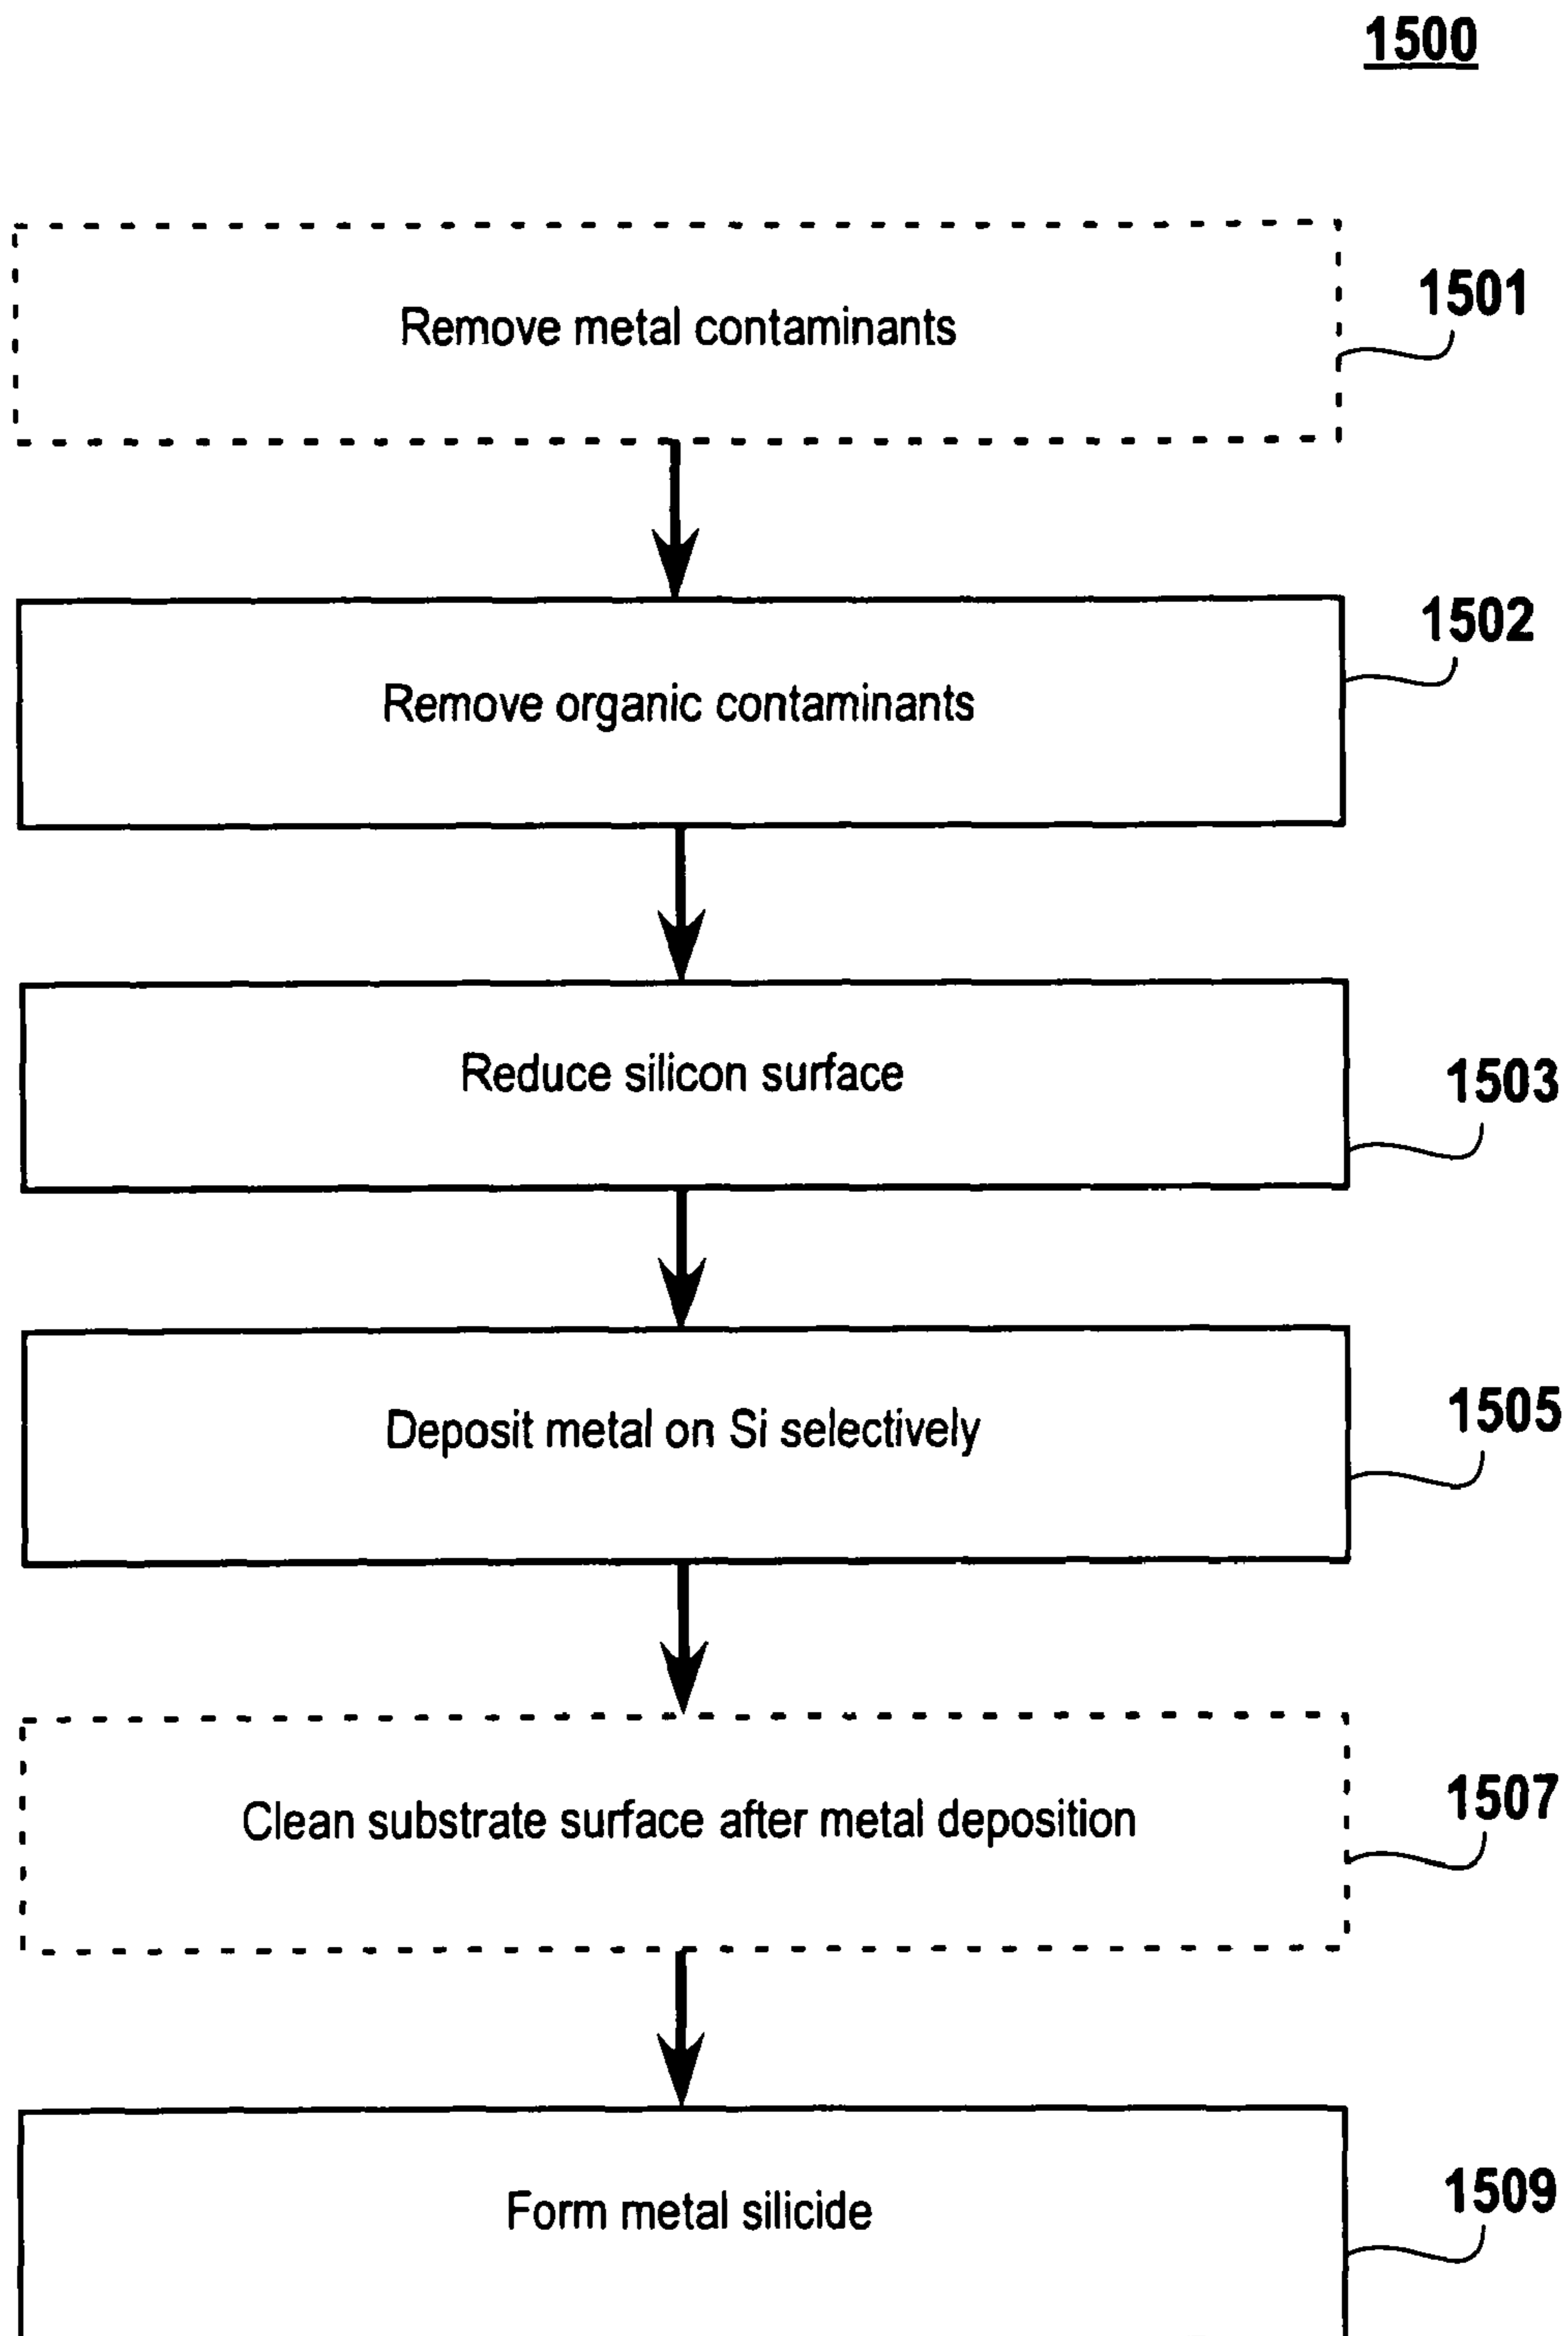 1500
Remove metal contaminants
1501
Remove organic contaminants
1502
Reduce silicon surface
1503
Deposit metal on Si selectively
1505
Clean substrate surface after metal deposition
1507
Form metal silicide
1509